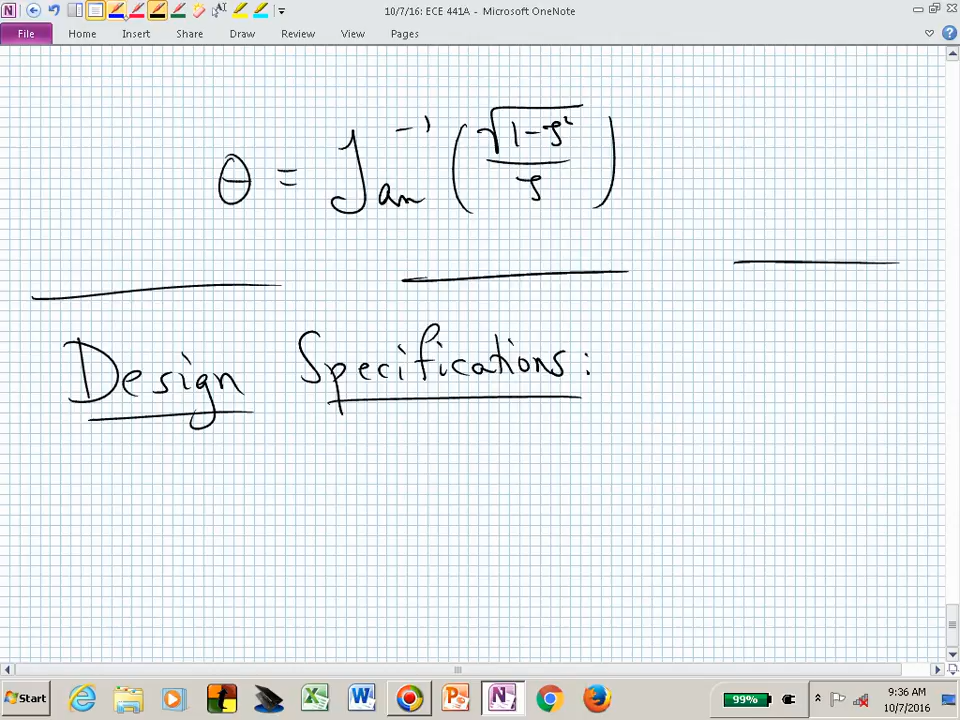 10/7/16: ECE 441A - Microsoft OneNote
File Home Insert Share Draw Review View Pages
θ = Tan⁻¹ (√(1-ζ²) / ζ)
Design Specifications:
Start 99% 9:36 AM
10/7/2016